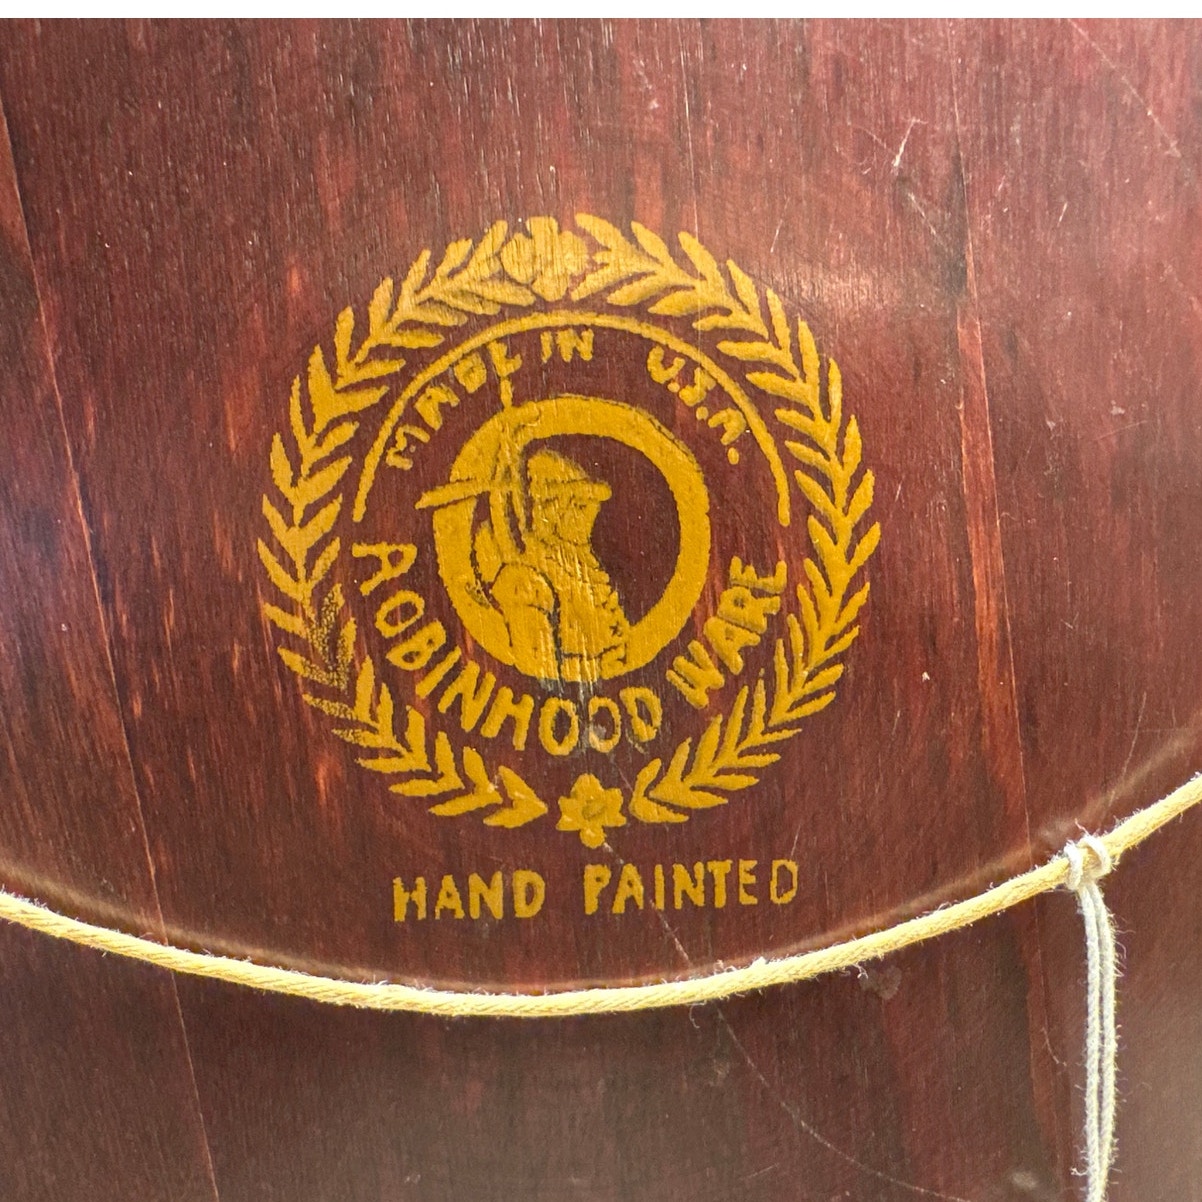 MADE IN U.S.A.
ROBINHOOD WARE
HAND PAINTED